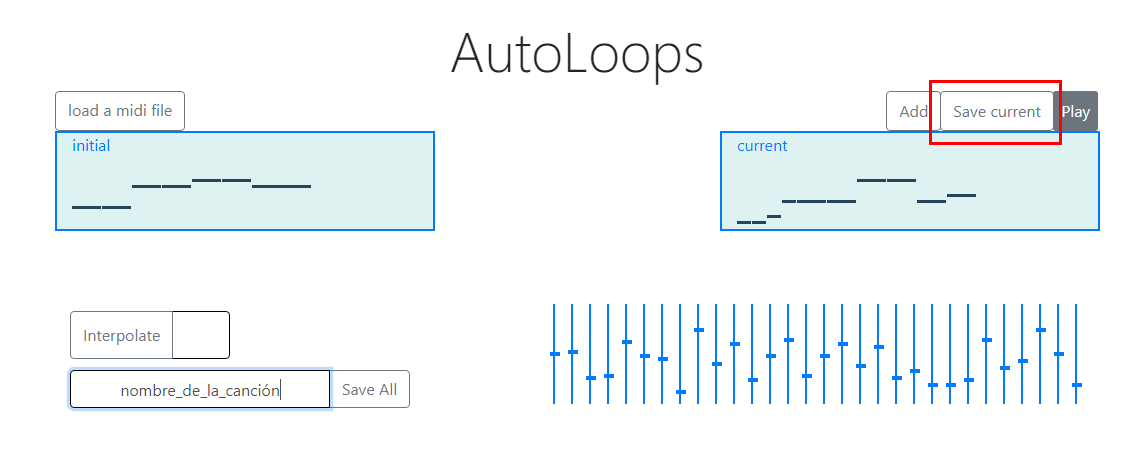 AutoLoops
load a midi file
Add Save current Play
initial
current
Interpolate
nombre_de_la_canción Save All